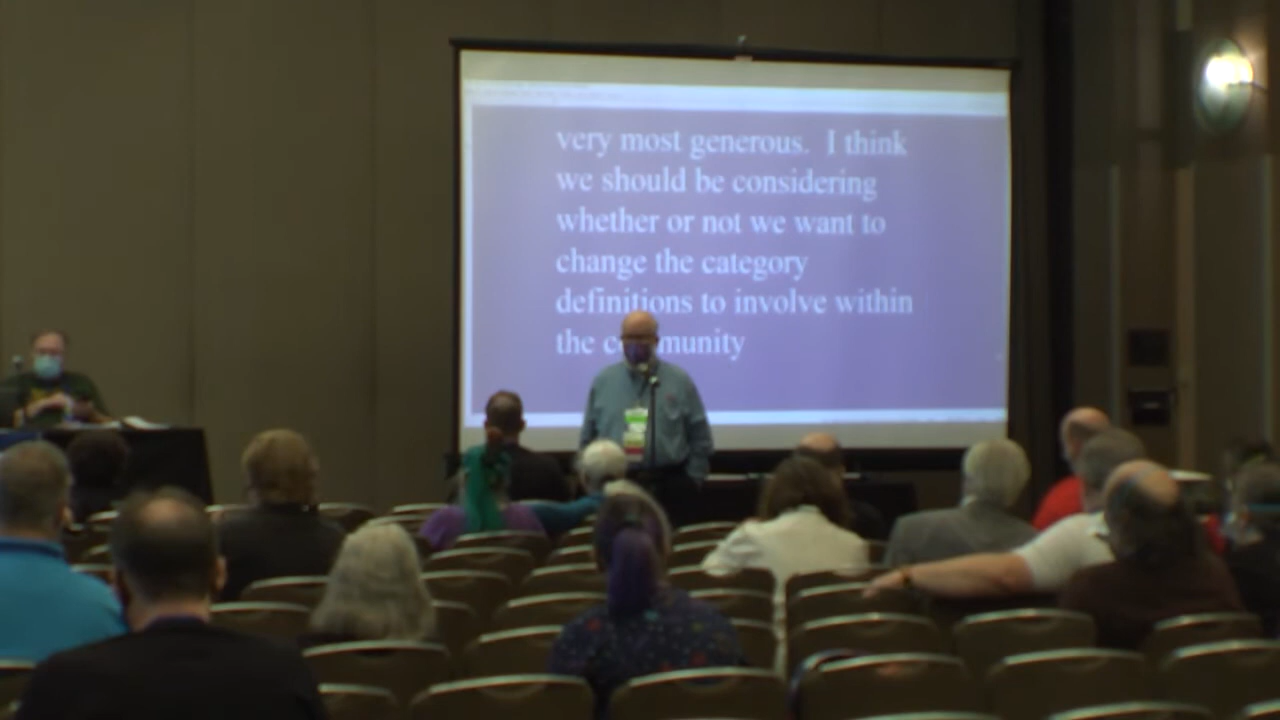 very most generous.  I think
we should be considering
whether or not we want to
change the category
definitions to involve within
the community